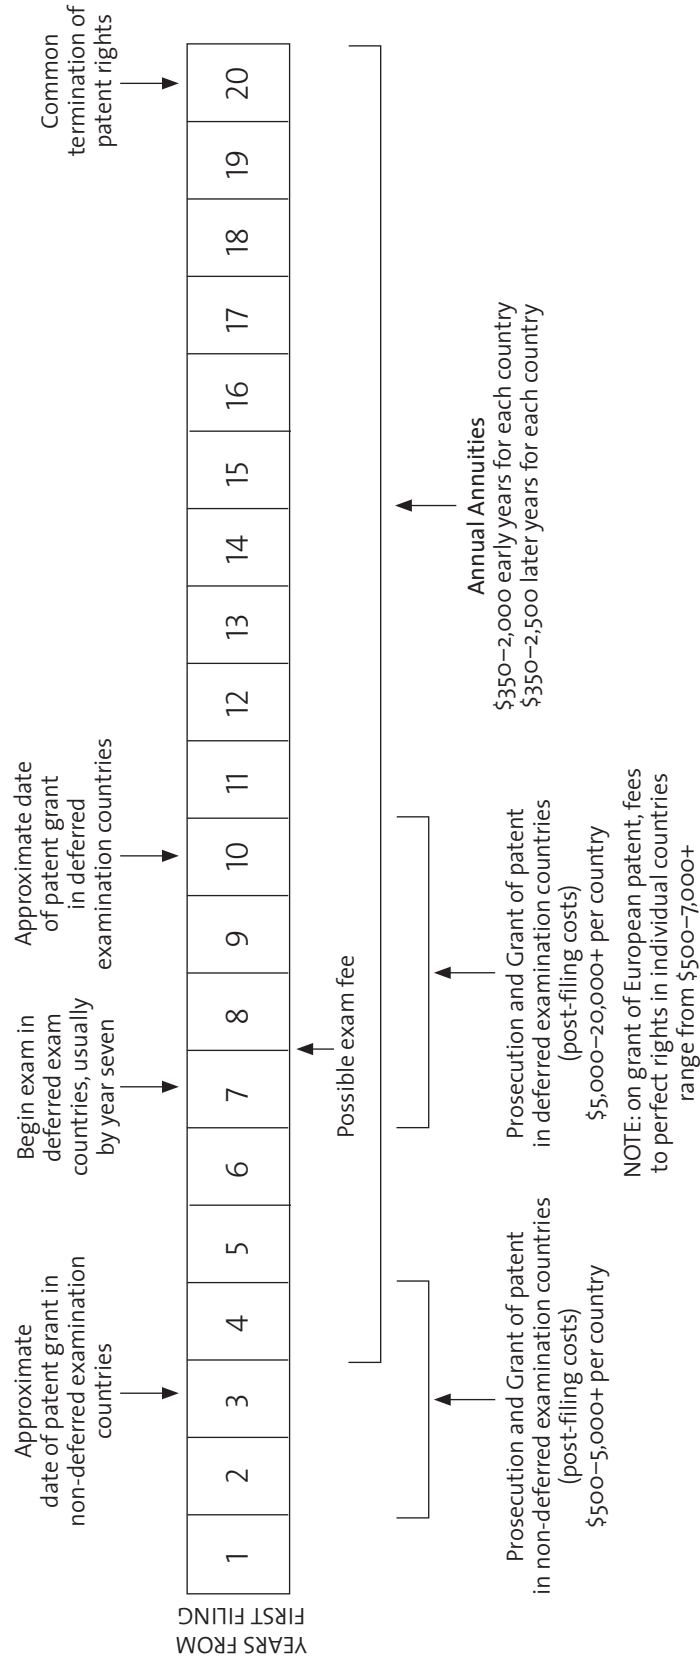 Approximate
date of patent grant in
non-deferred examination
countries
Begin exam in
deferred exam
countries, usually
by year seven
Approximate date
of patent grant
in deferred
examination countries
Common
termination of
patent rights
YEARS FROM
FIRST FILING
1 2 3 4 5 6 7 8 9 10 11 12 13 14 15 16 17 18 19 20
Possible exam fee
Prosecution and Grant of patent
in non-deferred examination countries
(post-filing costs)
$500–5,000+ per country
Prosecution and Grant of patent
in deferred examination countries
(post-filing costs)
$5,000–20,000+ per country
NOTE: on grant of European patent, fees
to perfect rights in individual countries
range from $500–7,000+
Annual Annuities
$350–2,000 early years for each country
$350–2,500 later years for each country